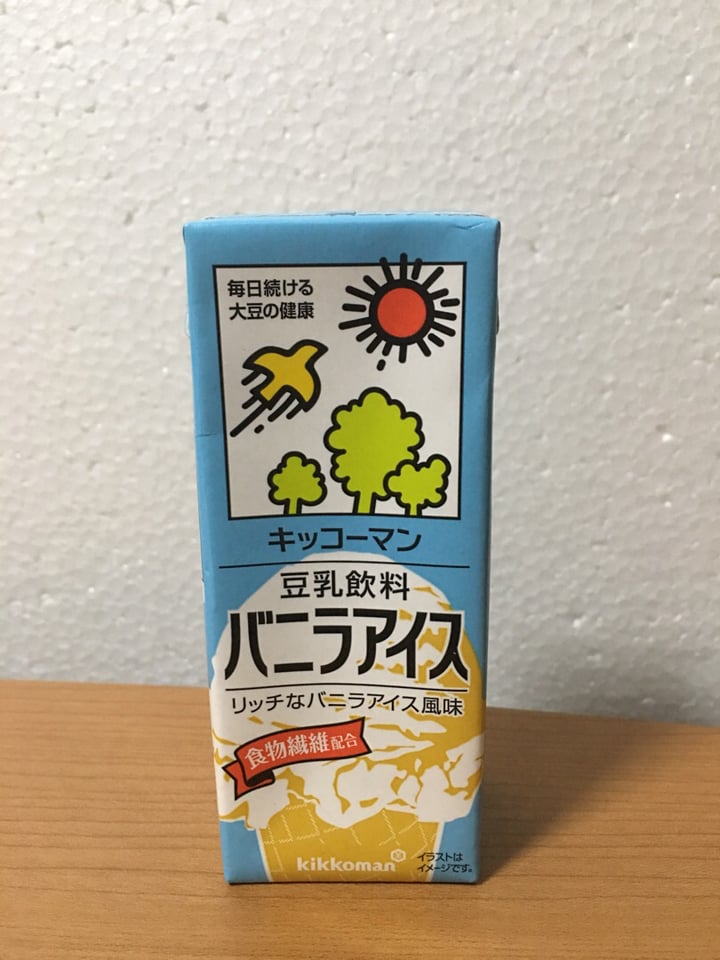 毎日続ける
大豆の健康
キッコーマン
豆乳飲料
バニラアイス
リッチなバニラアイス風味
食物繊維配合
kikkoman
イラストは
イメージです。